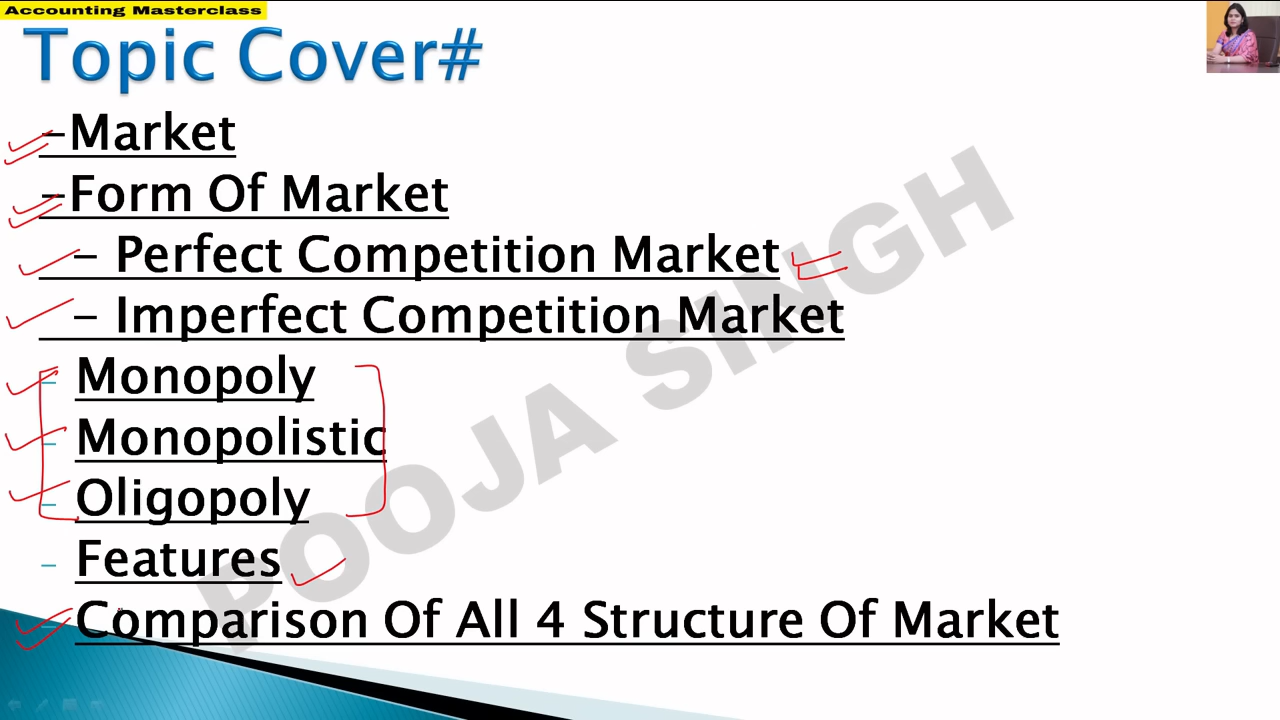 Accounting Masterclass
Topic Cover#
-Market
-Form Of Market
- Perfect Competition Market
- Imperfect Competition Market
- Monopoly
- Monopolistic
- Oligopoly
- Features
- Comparison Of All 4 Structure Of Market
POOJA SINGH